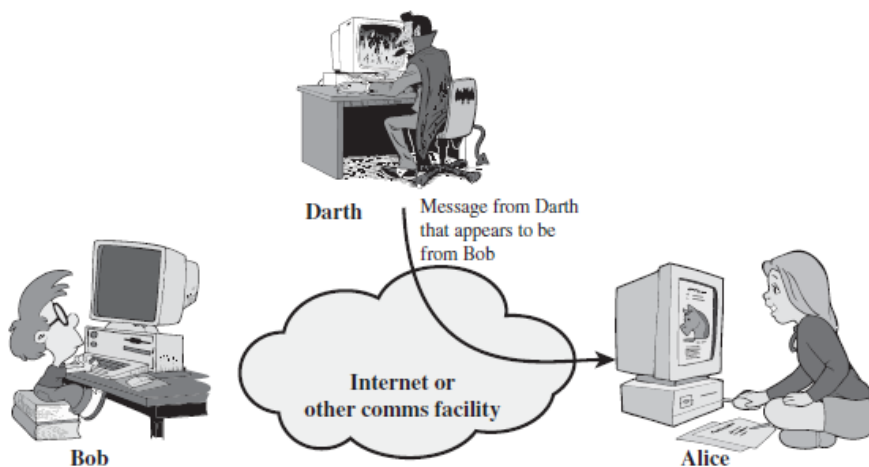 Darth
Message from Darth
that appears to be
from Bob
Internet or
other comms facility
Bob
Alice